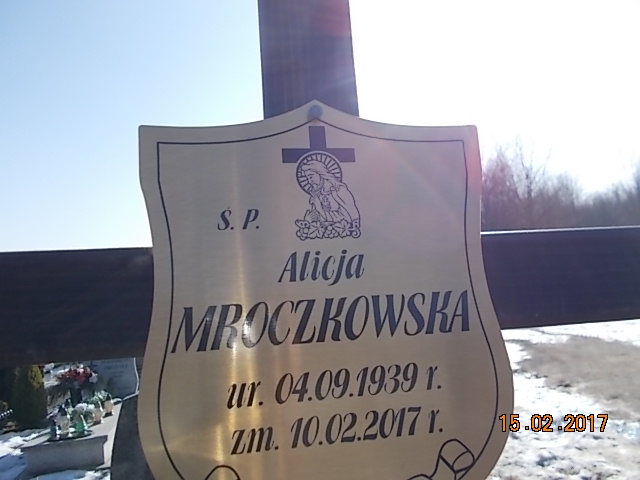 Ś. P.
Alicja
MROCZKOWSKA
ur. 04.09.1939 r.
zm. 10.02.2017 r.
15.02.2017